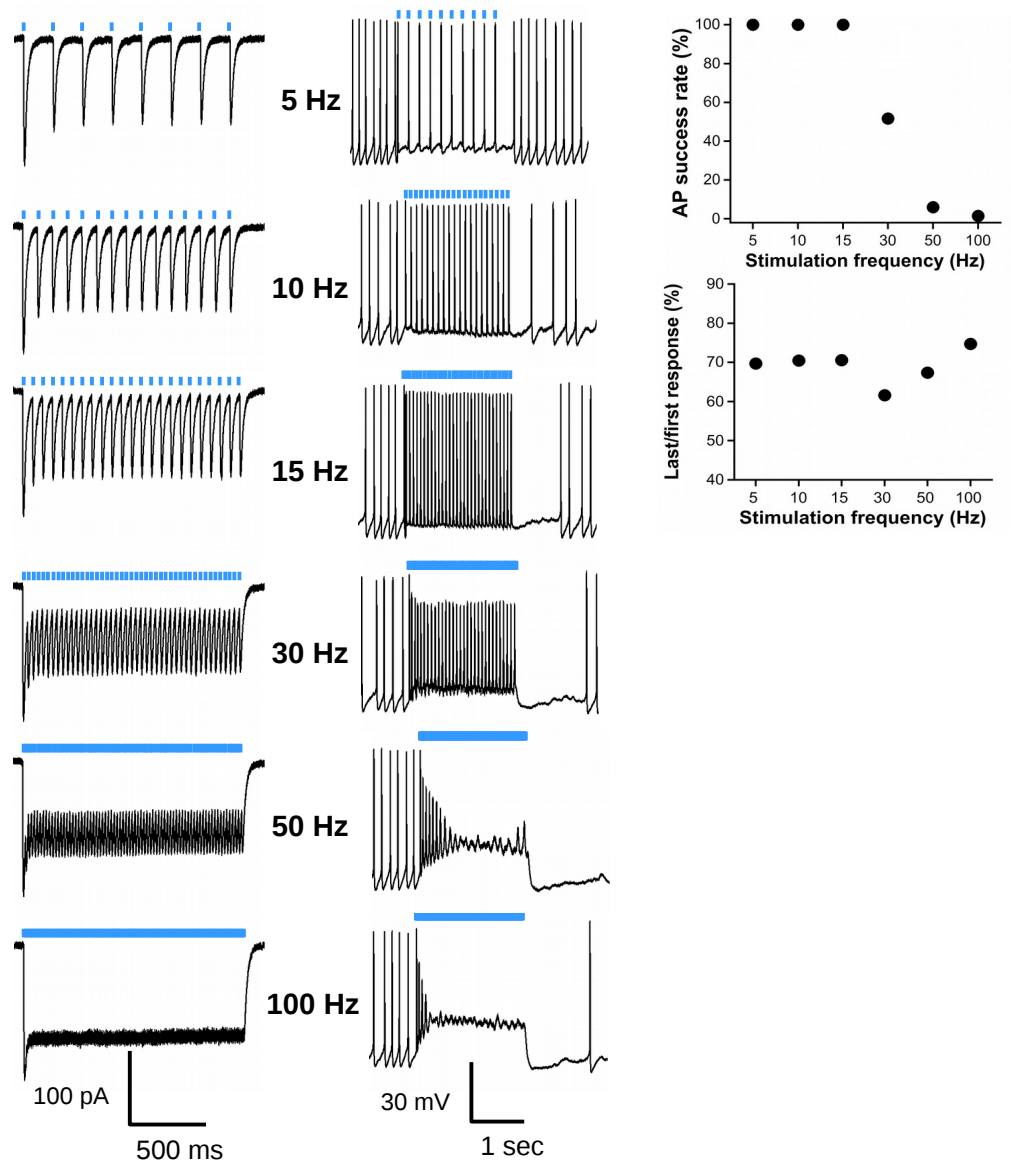 5 Hz
10 Hz
15 Hz
30 Hz
50 Hz
100 Hz
100 pA
500 ms
30 mV
1 sec
AP success rate (%)
100
80
60
40
20
0
5 10 15 30 50 100
Stimulation frequency (Hz)
Last/first response (%)
90
80
70
60
50
40
5 10 15 30 50 100
Stimulation frequency (Hz)